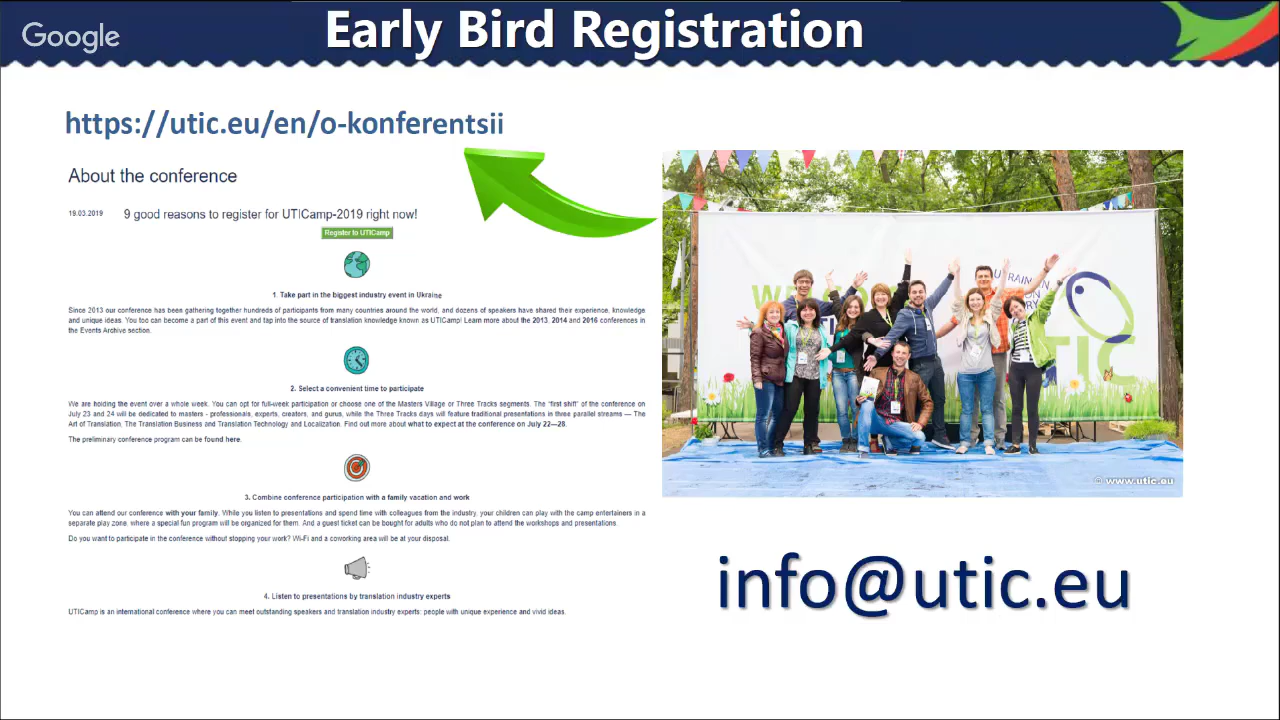 Google
Early Bird Registration
https://utic.eu/en/o-konferentsii
About the conference
19.03.2019 9 good reasons to register for UTICamp-2019 right now!
Register to UTICamp
1. Take part in the biggest industry event in Ukraine
Since 2013 our conference has been gathering together hundreds of participants from many countries around the world, and dozens of speakers have shared their experience, knowledge
and unique ideas. You too can become a part of this event and tap into the source of translation knowledge known as UTICamp! Learn more about the 2013, 2014 and 2016 conferences in
the Events Archive section.
2. Select a convenient time to participate
We are holding the event over a whole week. You can opt for full-week participation or choose one of the Masters Village or Three Tracks segments. The "first shift" of the conference on
July 23 and 24 will be dedicated to masters - professionals, experts, creators, and gurus, while the Three Tracks days will feature traditional presentations in three parallel streams — The
Art of Translation, The Translation Business and Translation Technology and Localization. Find out more about what to expect at the conference on July 22—28.
The preliminary conference program can be found here.
3. Combine conference participation with a family vacation and work
You can attend our conference with your family. While you listen to presentations and spend time with colleagues from the industry, your children can play with the camp entertainers in a
separate play zone, where a special fun program will be organized for them. And a guest ticket can be bought for adults who do not plan to attend the workshops and presentations.
Do you want to participate in the conference without stopping your work? Wi-Fi and a coworking area will be at your disposal.
4. Listen to presentations by translation industry experts
UTICamp is an international conference where you can meet outstanding speakers and translation industry experts: people with unique experience and vivid ideas.
© www.utic.eu
info@utic.eu